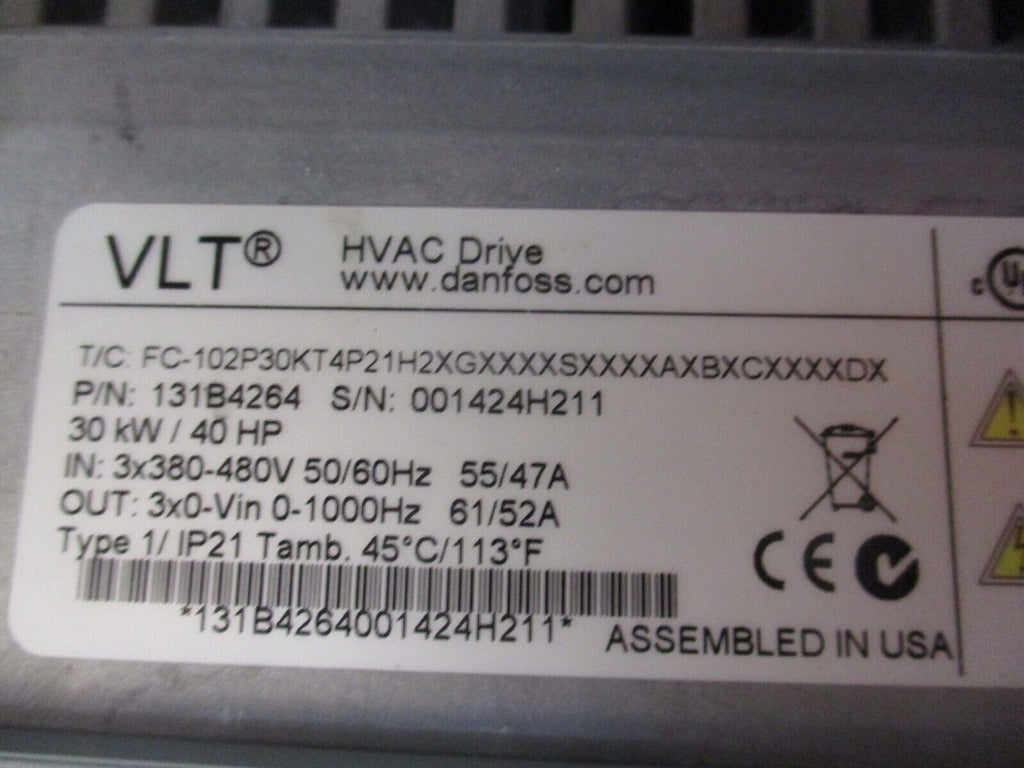 VLT®
HVAC Drive
www.danfoss.com
T/C: FC-102P30KT4P21H2XGXXXXSXXXXAXBXCXXXXDX
P/N: 131B4264 S/N: 001424H211
30 kW / 40 HP
IN: 3x380-480V 50/60Hz 55/47A
OUT: 3x0-Vin 0-1000Hz 61/52A
Type 1/ IP21 Tamb. 45°C/113°F
CE
*131B4264001424H211*
ASSEMBLED IN USA
c